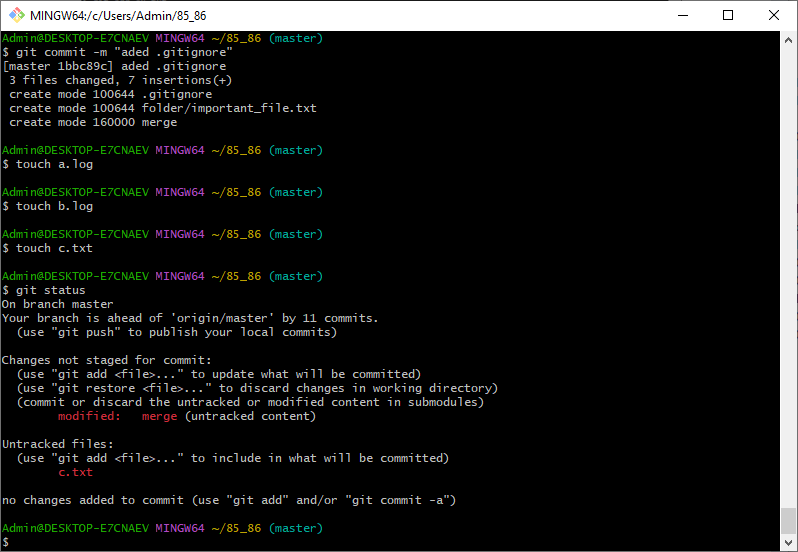 MINGW64:/c/Users/Admin/85_86
Admin@DESKTOP-E7CNAEV MINGW64 ~/85_86 (master)
$ git commit -m "aded .gitignore"
[master 1bbc89c] aded .gitignore
 3 files changed, 7 insertions(+)
 create mode 100644 .gitignore
 create mode 100644 folder/important_file.txt
 create mode 160000 merge
Admin@DESKTOP-E7CNAEV MINGW64 ~/85_86 (master)
$ touch a.log
Admin@DESKTOP-E7CNAEV MINGW64 ~/85_86 (master)
$ touch b.log
Admin@DESKTOP-E7CNAEV MINGW64 ~/85_86 (master)
$ touch c.txt
Admin@DESKTOP-E7CNAEV MINGW64 ~/85_86 (master)
$ git status
On branch master
Your branch is ahead of 'origin/master' by 11 commits.
  (use "git push" to publish your local commits)
Changes not staged for commit:
  (use "git add <file>..." to update what will be committed)
  (use "git restore <file>..." to discard changes in working directory)
  (commit or discard the untracked or modified content in submodules)
        modified:   merge (untracked content)
Untracked files:
  (use "git add <file>..." to include in what will be committed)
        c.txt
no changes added to commit (use "git add" and/or "git commit -a")
Admin@DESKTOP-E7CNAEV MINGW64 ~/85_86 (master)
$